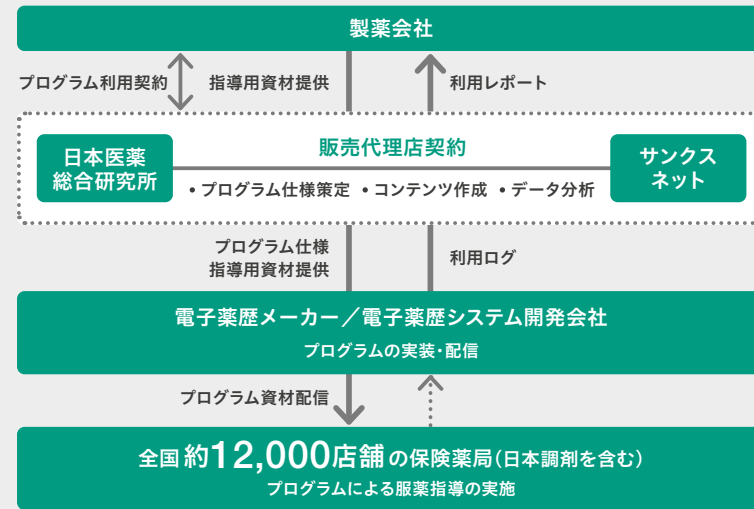 製薬会社
プログラム利用契約
指導用資材提供
利用レポート
日本医薬
総合研究所
販売代理店契約
• プログラム仕様策定 • コンテンツ作成 • データ分析
サンクス
ネット
プログラム仕様
指導用資材提供
利用ログ
電子薬歴メーカー／電子薬歴システム開発会社
プログラムの実装・配信
プログラム資材配信
全国 約12,000店舗の保険薬局（日本調剤を含む）
プログラムによる服薬指導の実施